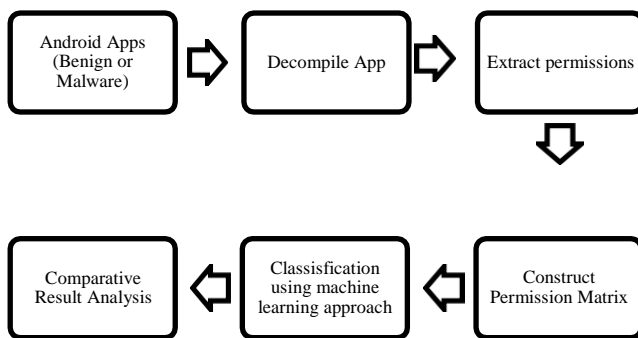 Android Apps
(Benign or
Malware)
Decompile App
Extract permissions
Construct
Permission Matrix
Classisfication
using machine
learning approach
Comparative
Result Analysis